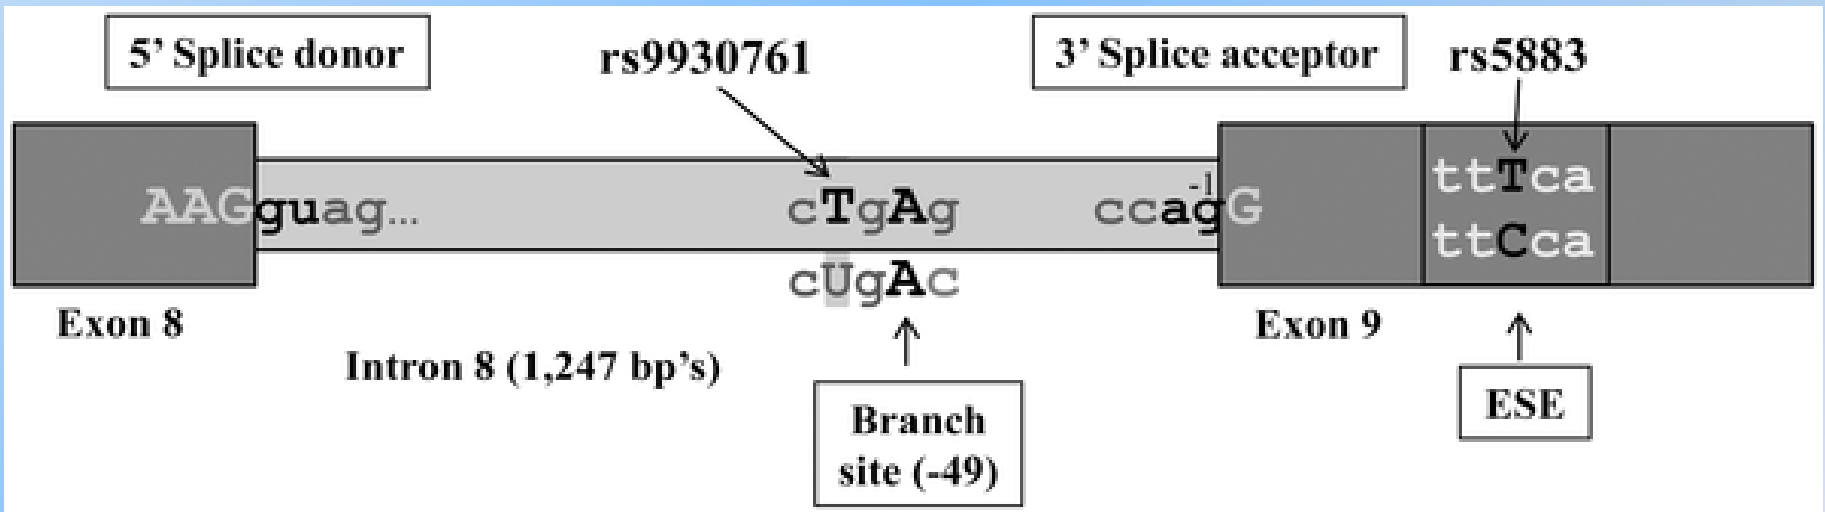 5’ Splice donor
rs9930761
3’ Splice acceptor
rs5883
AAGguag...
cTgAg
ccagG
-1
ttTca
ttCca
cUgAc
Exon 8
Intron 8 (1,247 bp’s)
Exon 9
Branch
site (-49)
ESE